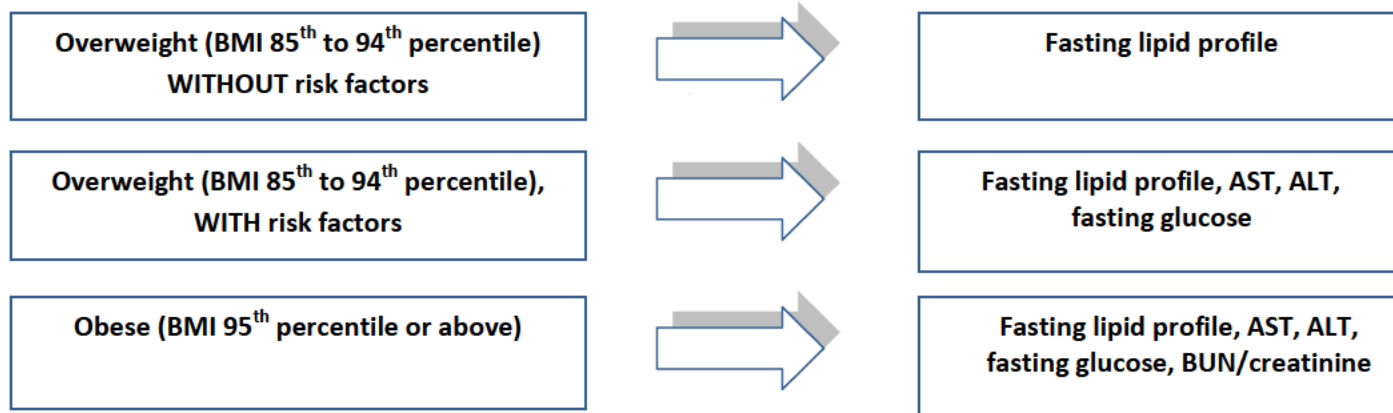 Overweight (BMI 85th to 94th percentile)
WITHOUT risk factors
Fasting lipid profile
Overweight (BMI 85th to 94th percentile),
WITH risk factors
Fasting lipid profile, AST, ALT,
fasting glucose
Obese (BMI 95th percentile or above)
Fasting lipid profile, AST, ALT,
fasting glucose, BUN/creatinine